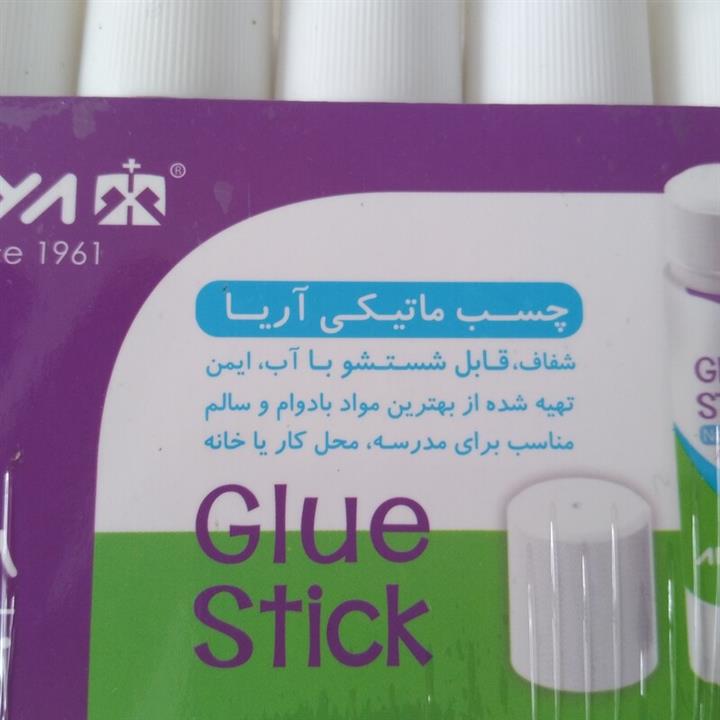 ce 1961
چسب ماتیکی آریا
شفاف، قابل شستشو با آب، ایمن
تهیه شده از بهترین مواد بادوام و سالم
مناسب برای مدرسه، محل کار یا خانه
Glue
Stick